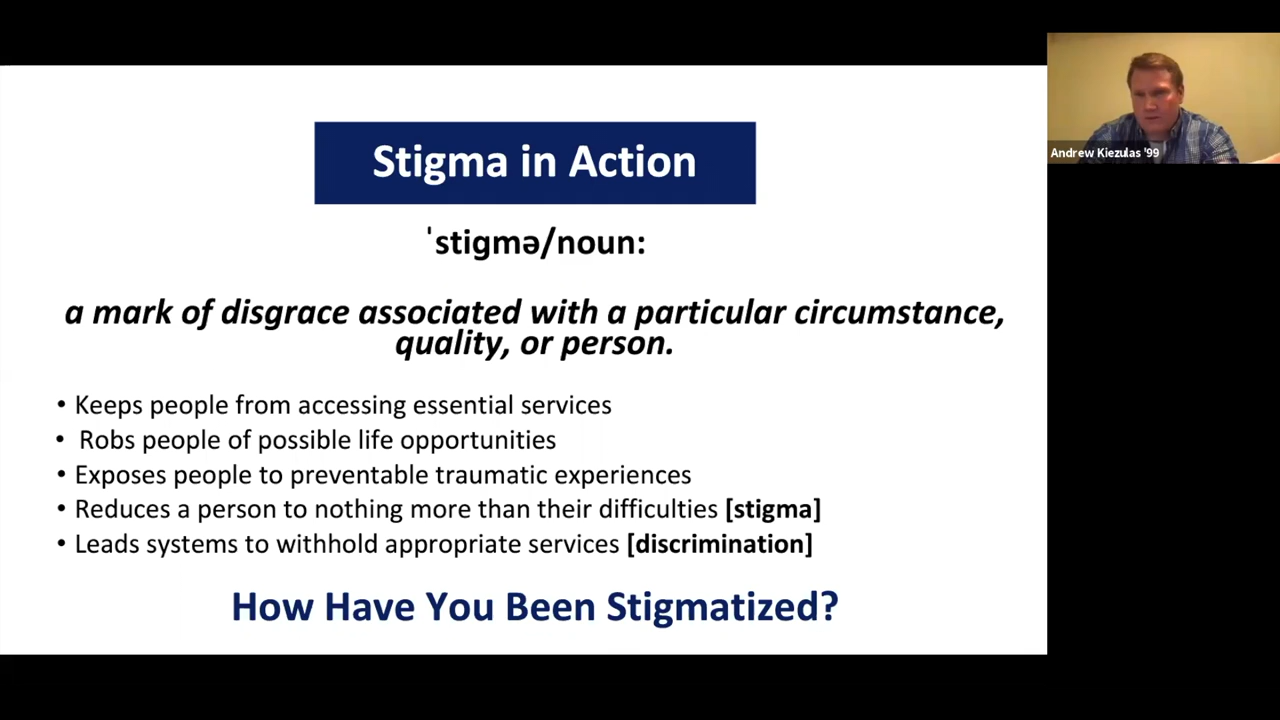 Stigma in Action
ˈstigmə/noun:
a mark of disgrace associated with a particular circumstance,
quality, or person.
• Keeps people from accessing essential services
• Robs people of possible life opportunities
• Exposes people to preventable traumatic experiences
• Reduces a person to nothing more than their difficulties [stigma]
• Leads systems to withhold appropriate services [discrimination]
How Have You Been Stigmatized?
Andrew Kiezulas '99